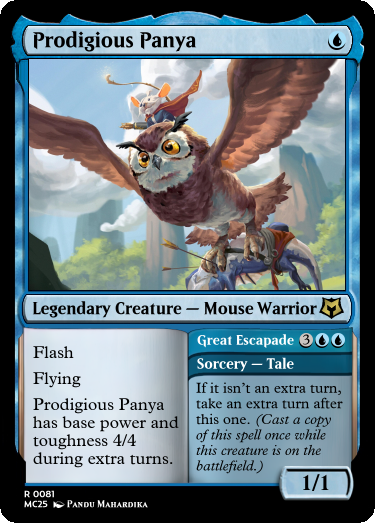 Prodigious Panya
Legendary Creature — Mouse Warrior
Flash
Flying
Prodigious Panya
has base power and
toughness 4/4
during extra turns.
Great Escapade 3
Sorcery — Tale
If it isn't an extra turn,
take an extra turn after
this one. (Cast a copy
of this spell once while
this creature is on the
battlefield.)
1/1
R 0081
MC25 Pandu Mahardika